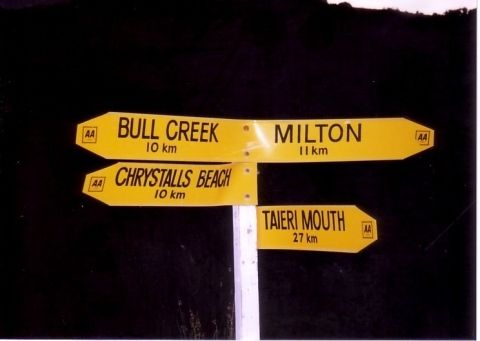 AA BULL CREEK
10 km
MILTON AA
11 km
AA CHRYSTALLS BEACH
10 km
TAIERI MOUTH AA
27 km